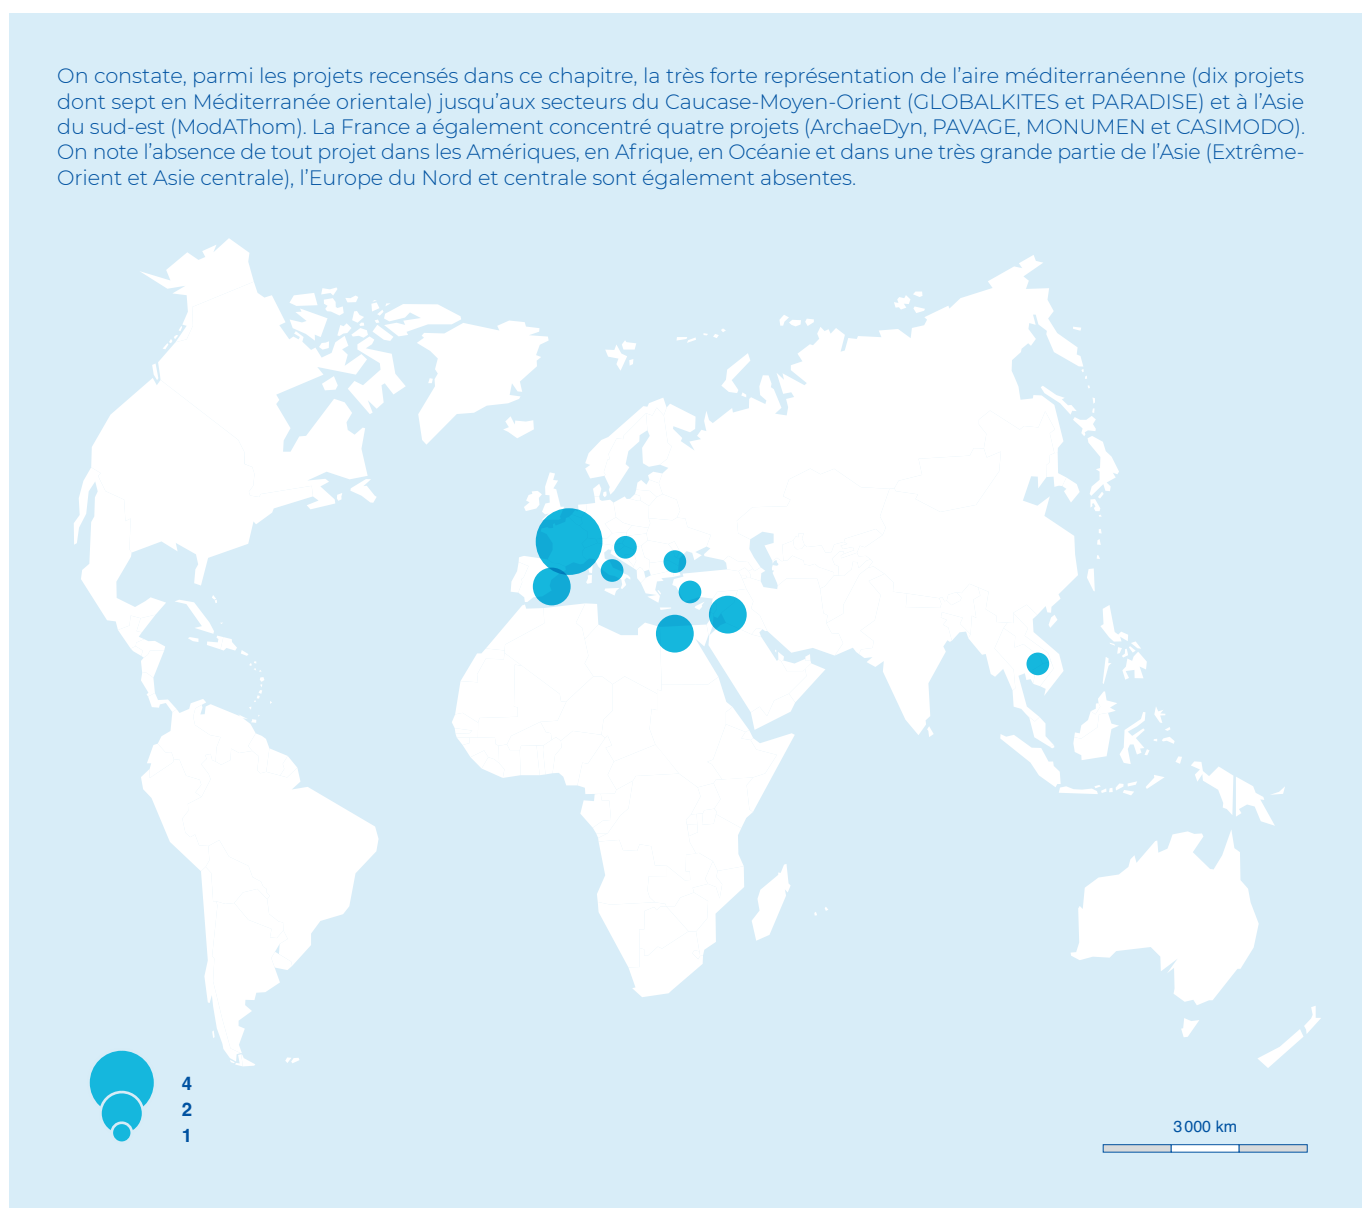 On constate, parmi les projets recensés dans ce chapitre, la très forte représentation de l’aire méditerranéenne (dix projets
dont sept en Méditerranée orientale) jusqu’aux secteurs du Caucase-Moyen-Orient (GLOBALKITES et PARADISE) et à l’Asie
du sud-est (ModAThom). La France a également concentré quatre projets (ArchaeDyn, PAVAGE, MONUMEN et CASIMODO).
On note l’absence de tout projet dans les Amériques, en Afrique, en Océanie et dans une très grande partie de l’Asie (Extrême-
Orient et Asie centrale), l’Europe du Nord et centrale sont également absentes.
4
2
1
3 000 km